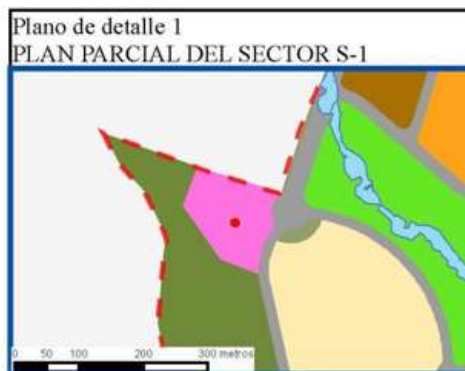 Plano de detalle 1
PLAN PARCIAL DEL SECTOR S-1
0 50 100 200 300 metros